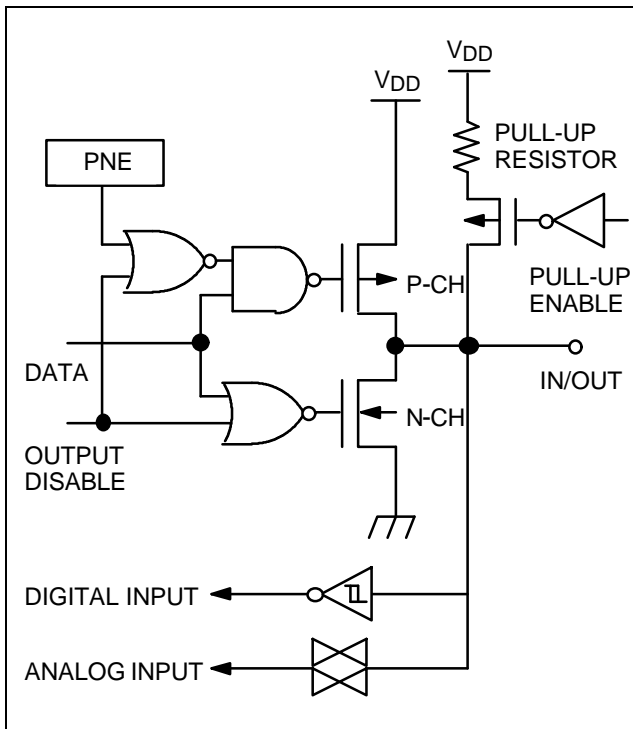 VDD
VDD
PULL-UP
RESISTOR
PNE
P-CH
PULL-UP
ENABLE
DATA
IN/OUT
N-CH
OUTPUT
DISABLE
DIGITAL INPUT
ANALOG INPUT